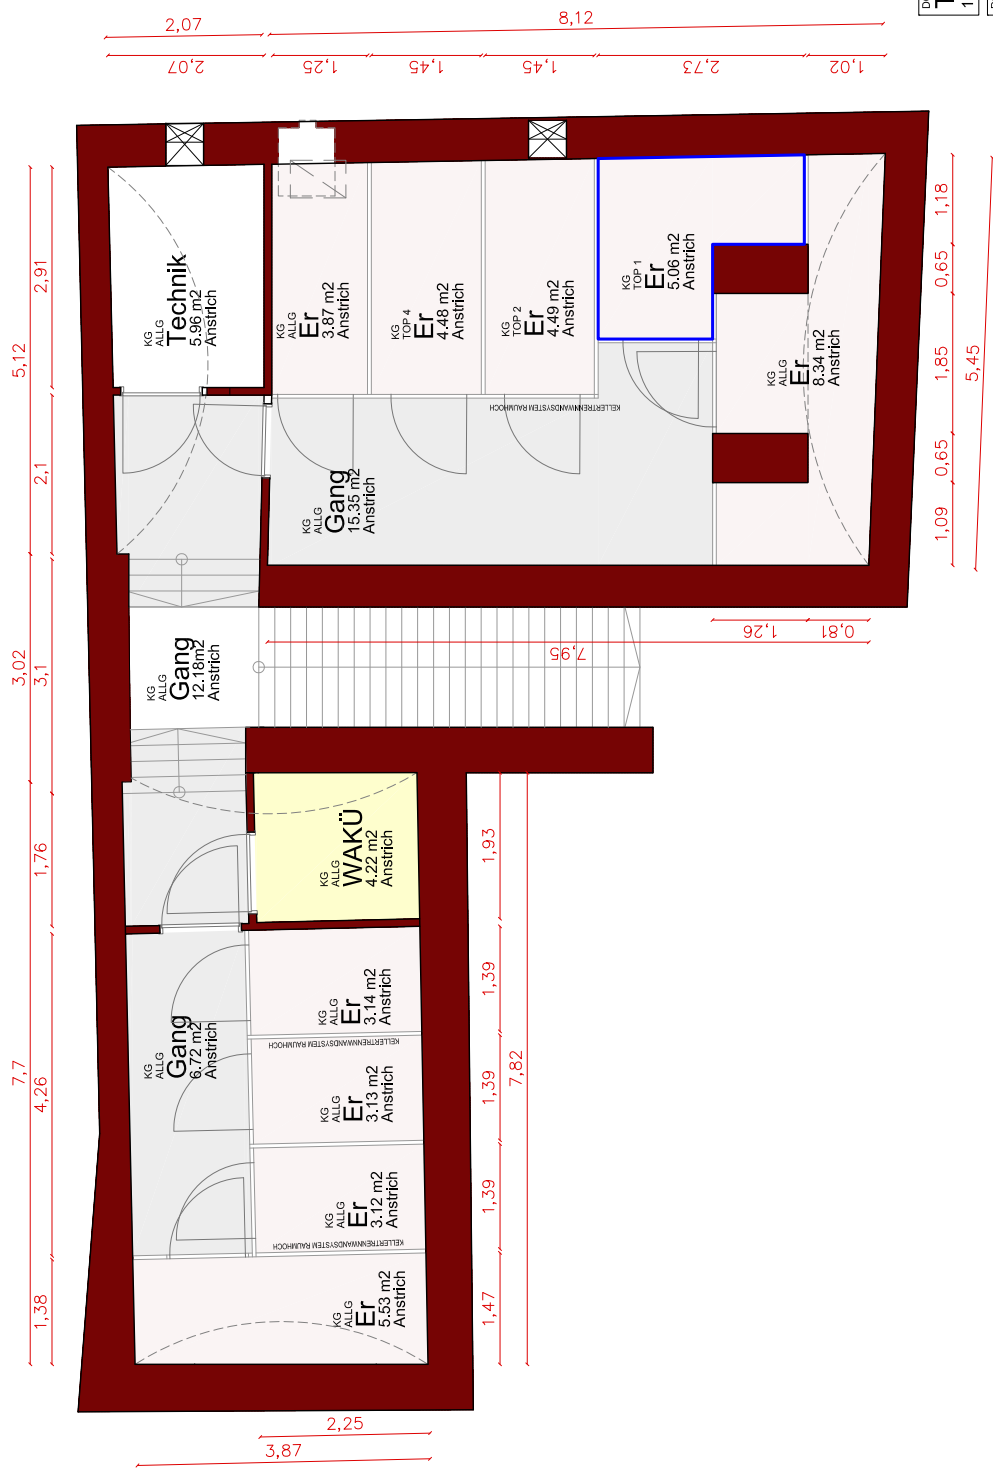 2,07
8,12
2,07
1,25
1,45
1,45
2,73
1,02
KG
ALLG
Technik
5.96 m2
Anstrich
KG
ALLG
Er
3.87 m2
Anstrich
KG
TOP 4
Er
4.48 m2
Anstrich
KG
TOP 2
Er
4.49 m2
Anstrich
KG
TOP 1
Er
5.06 m2
Anstrich
KG
ALLG
Er
8.34 m2
Anstrich
KELLERTRENNWANDSYSTEM RAUMHOCH
KG
ALLG
Gang
15.35 m2
Anstrich
2,91
5,12
2,1
1,18
0,65
1,85
5,45
0,65
1,09
1,26
0,81
7,95
KG
ALLG
Gang
12.18m2
Anstrich
3,02
3,1
1,76
KG
ALLG
WAKÜ
4.22 m2
Anstrich
1,93
KG
ALLG
Gang
6.72 m2
Anstrich
KG
ALLG
Er
3.14 m2
Anstrich
KELLERTRENNWANDSYSTEM RAUMHOCH
KG
ALLG
Er
3.13 m2
Anstrich
KG
ALLG
Er
3.12 m2
Anstrich
KELLERTRENNWANDSYSTEM RAUMHOCH
KG
ALLG
Er
5.53 m2
Anstrich
7,7
4,26
1,38
1,39
1,39
7,82
1,39
1,47
2,25
3,87